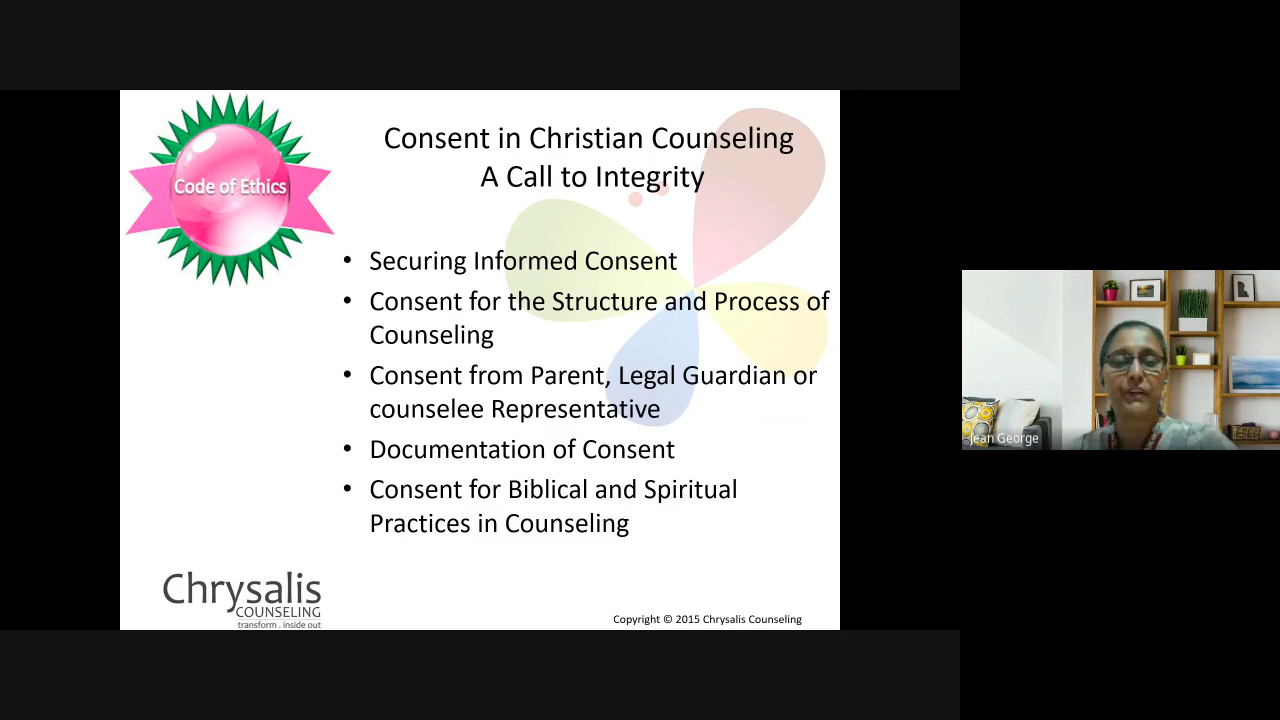 Code of Ethics
Consent in Christian Counseling
A Call to Integrity
• Securing Informed Consent
• Consent for the Structure and Process of
Counseling
• Consent from Parent, Legal Guardian or
counselee Representative
• Documentation of Consent
• Consent for Biblical and Spiritual
Practices in Counseling
Chrysalis
COUNSELING
transform . inside out
Copyright © 2015 Chrysalis Counseling
Jean George